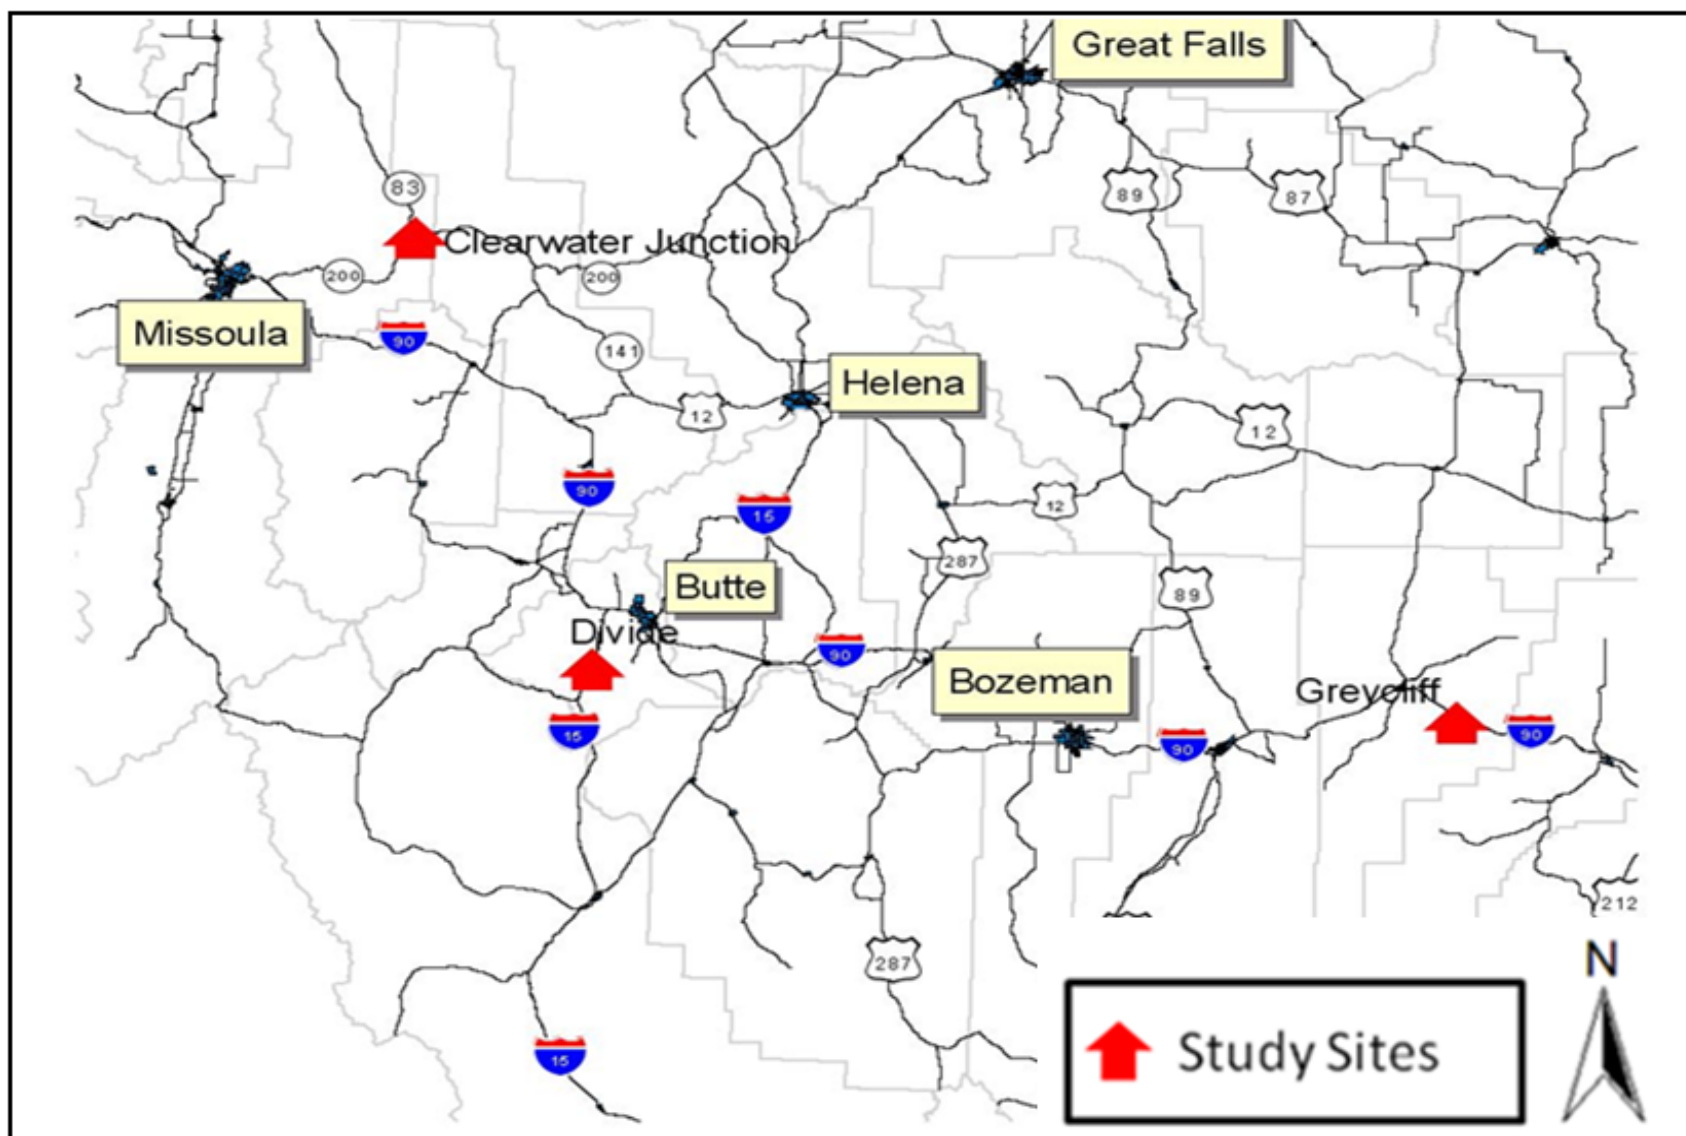 Great Falls
83
89
87
Clearwater Junction
200
200
Missoula
90
141
Helena
12
12
90
15
12
287
Butte
89
Divide
90
Bozeman
Greycliff
15
90
90
212
287
N
15
Study Sites